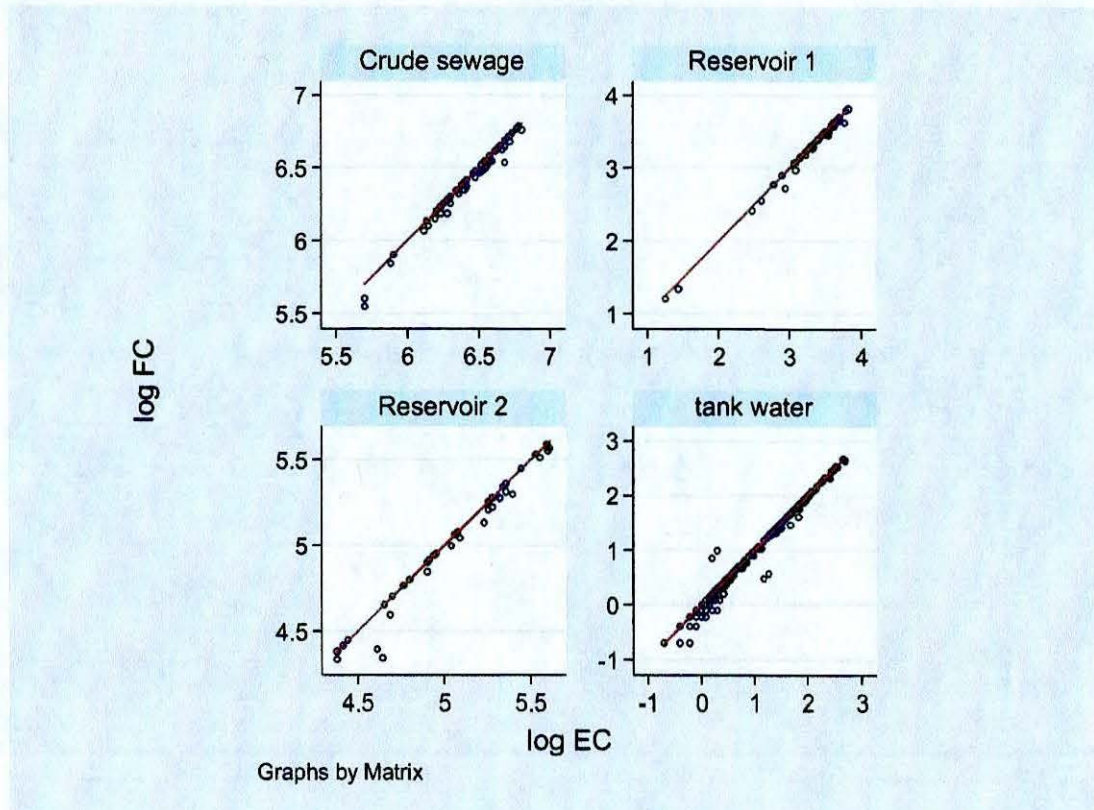 Crude sewage
Reservoir 1
7
6.5
6
5.5
5.5 6 6.5 7
4
3
2
1
1 2 3 4
log FC
Reservoir 2
tank water
5.5
5
4.5
4.5 5 5.5
3
2
1
0
-1
-1 0 1 2 3
log EC
Graphs by Matrix